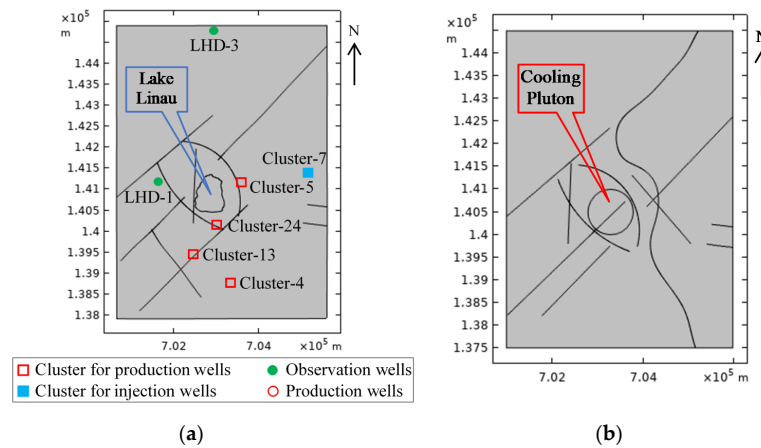 ×10⁵
m
N
LHD-3
1.44
Lake
Linau
1.435
1.43
1.425
1.42
Cluster-7
1.415
Cluster-5
1.41
LHD-1
1.405
Cluster-24
1.4
1.395
Cluster-13
1.39
Cluster-4
1.385
1.38
7.02
7.04
×10⁵ m
Cluster for production wells
Observation wells
Cluster for injection wells
Production wells
(a)
×10⁵
m
N
1.44
1.435
Cooling
Pluton
1.43
1.425
1.42
1.415
1.41
1.405
1.4
1.395
1.39
1.385
1.38
1.375
7.02
7.04
×10⁵ m
(b)